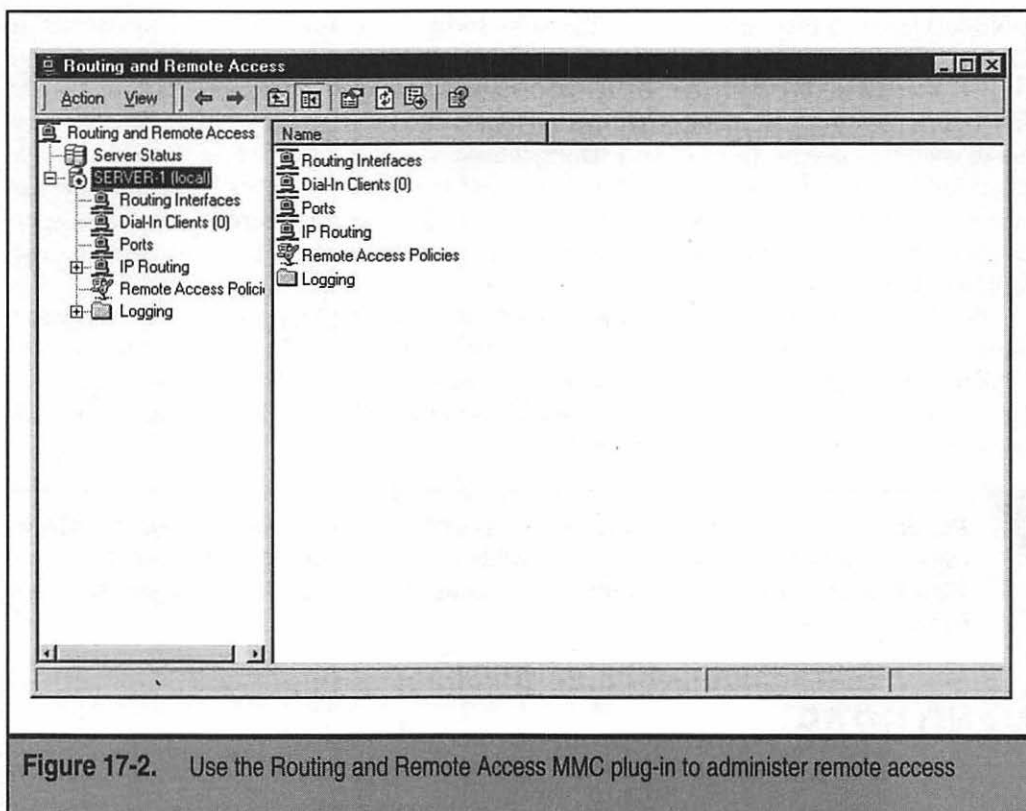 Routing and Remote Access
Action View
Routing and Remote Access
Server Status
SERVER-1 (local)
Routing Interfaces
Dial-In Clients (0)
Ports
IP Routing
Remote Access Polici
Logging
Name
Routing Interfaces
Dial-In Clients (0)
Ports
IP Routing
Remote Access Policies
Logging
Figure 17-2. Use the Routing and Remote Access MMC plug-in to administer remote access